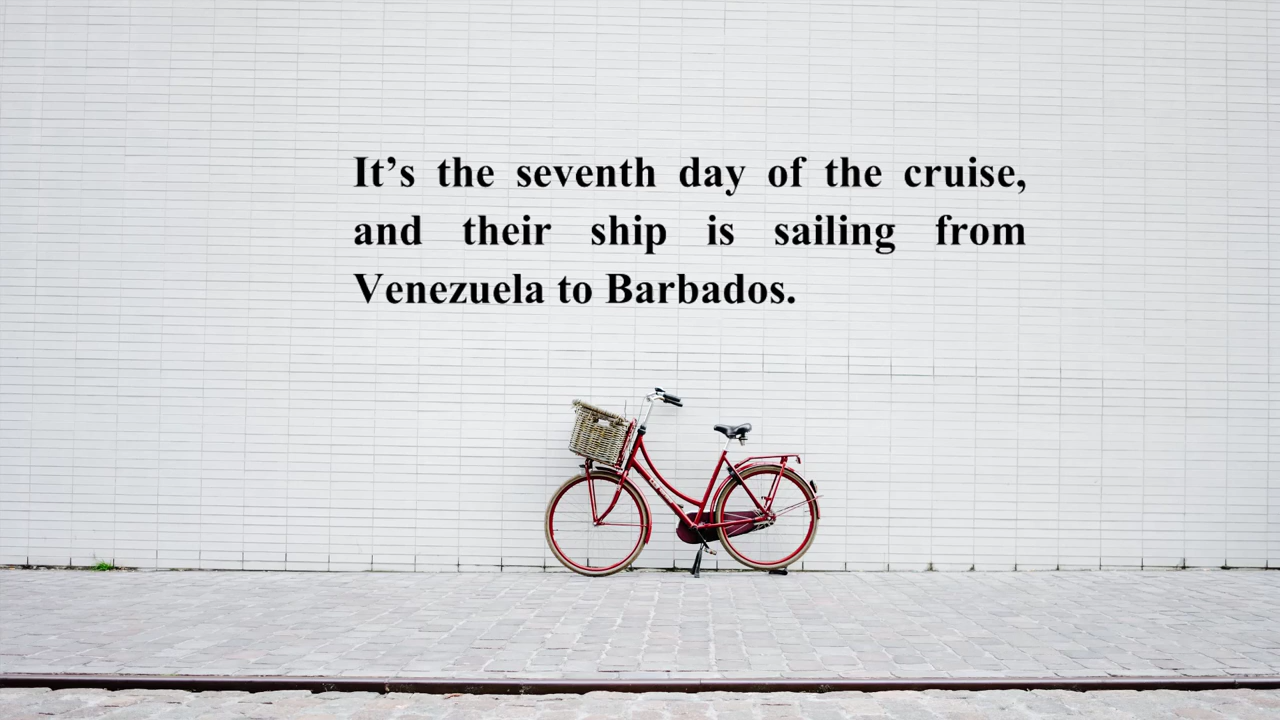 It’s the seventh day of the cruise,
and their ship is sailing from
Venezuela to Barbados.